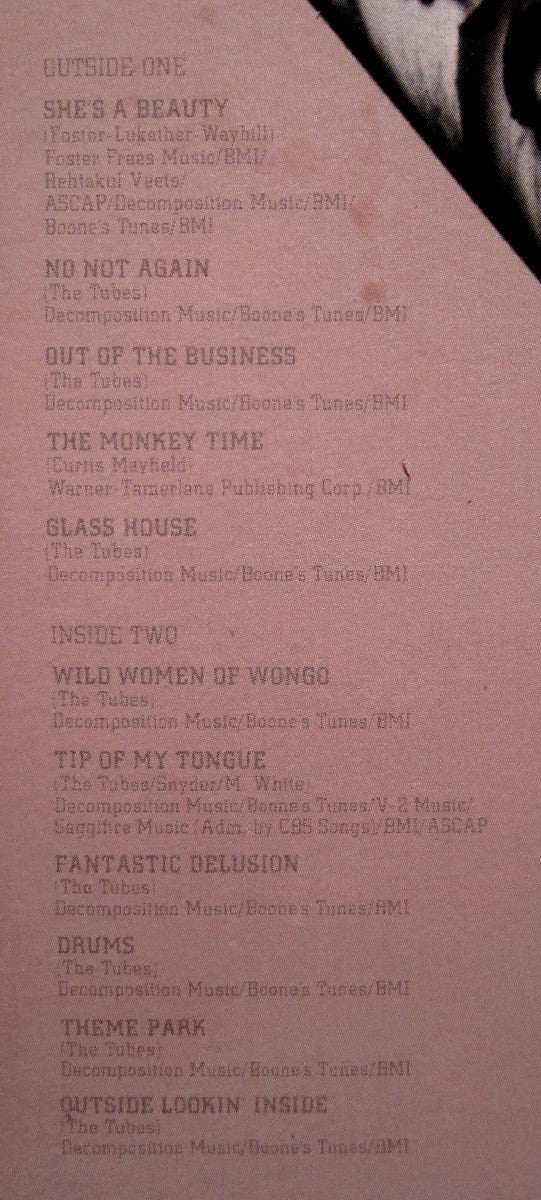 OUTSIDE ONE
SHE'S A BEAUTY
(Foster-Lukather-Waybill)
Foster Frees Music/BMI/
Rehtakul Veets/
ASCAP/Decomposition Music/BMI/
Boone's Tunes/BMI
NO NOT AGAIN
(The Tubes)
Decomposition Music/Boone's Tunes/BMI
OUT OF THE BUSINESS
(The Tubes)
Decomposition Music/Boone's Tunes/BMI
THE MONKEY TIME
(Curtis Mayfield)
Warner-Tamerlane Publishing Corp./BMI
GLASS HOUSE
(The Tubes)
Decomposition Music/Boone's Tunes/BMI
INSIDE TWO
WILD WOMEN OF WONGO
(The Tubes)
Decomposition Music/Boone's Tunes/BMI
TIP OF MY TONGUE
(The Tubes/Snyder/M. White)
Decomposition Music/Boone's Tunes/V-2 Music/
Saggifire Music (Adm. by CBS Songs)/BMI/ASCAP
FANTASTIC DELUSION
(The Tubes)
Decomposition Music/Boone's Tunes/BMI
DRUMS
(The Tubes)
Decomposition Music/Boone's Tunes/BMI
THEME PARK
(The Tubes)
Decomposition Music/Boone's Tunes/BMI
OUTSIDE LOOKIN' INSIDE
(The Tubes)
Decomposition Music/Boone's Tunes/BMI